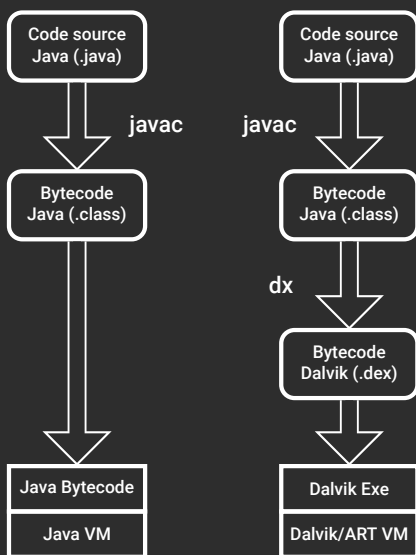 Code source
Java (.java)
javac
Bytecode
Java (.class)
Java Bytecode
Java VM
Code source
Java (.java)
javac
Bytecode
Java (.class)
dx
Bytecode
Dalvik (.dex)
Dalvik Exe
Dalvik/ART VM